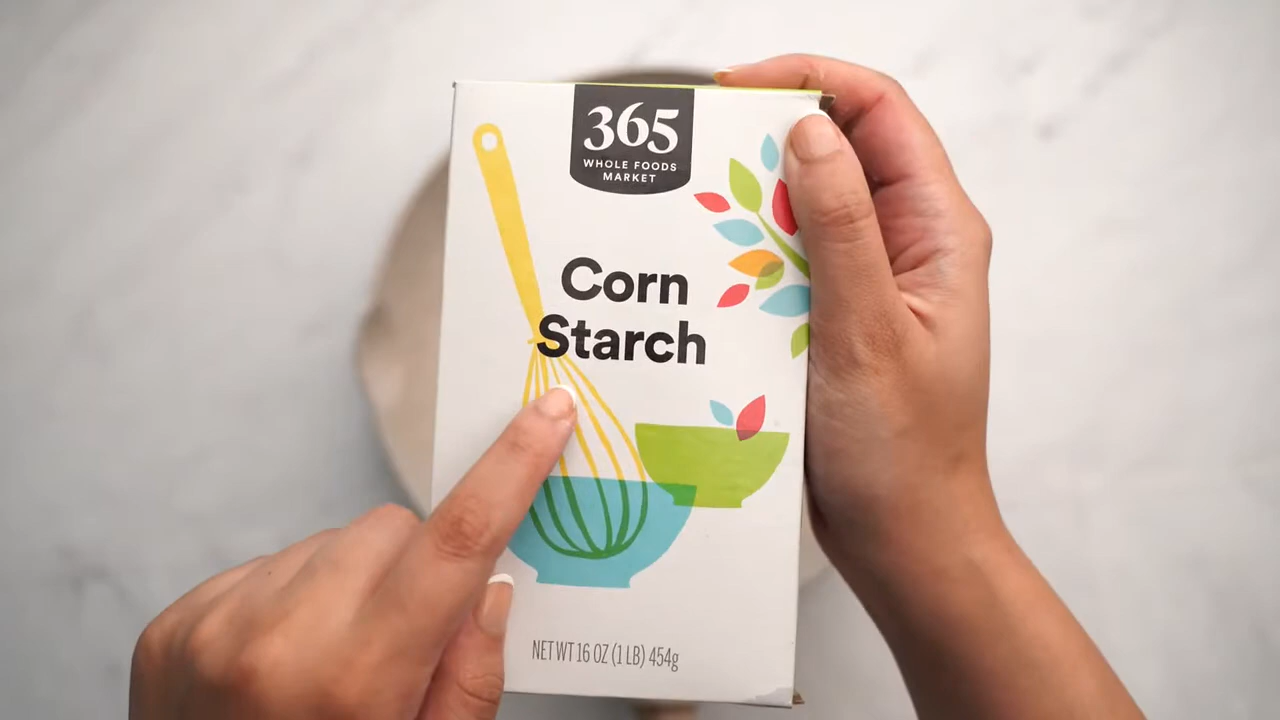 365
WHOLE FOODS
MARKET
Corn
Starch
NET WT 16 OZ (1 LB) 454g